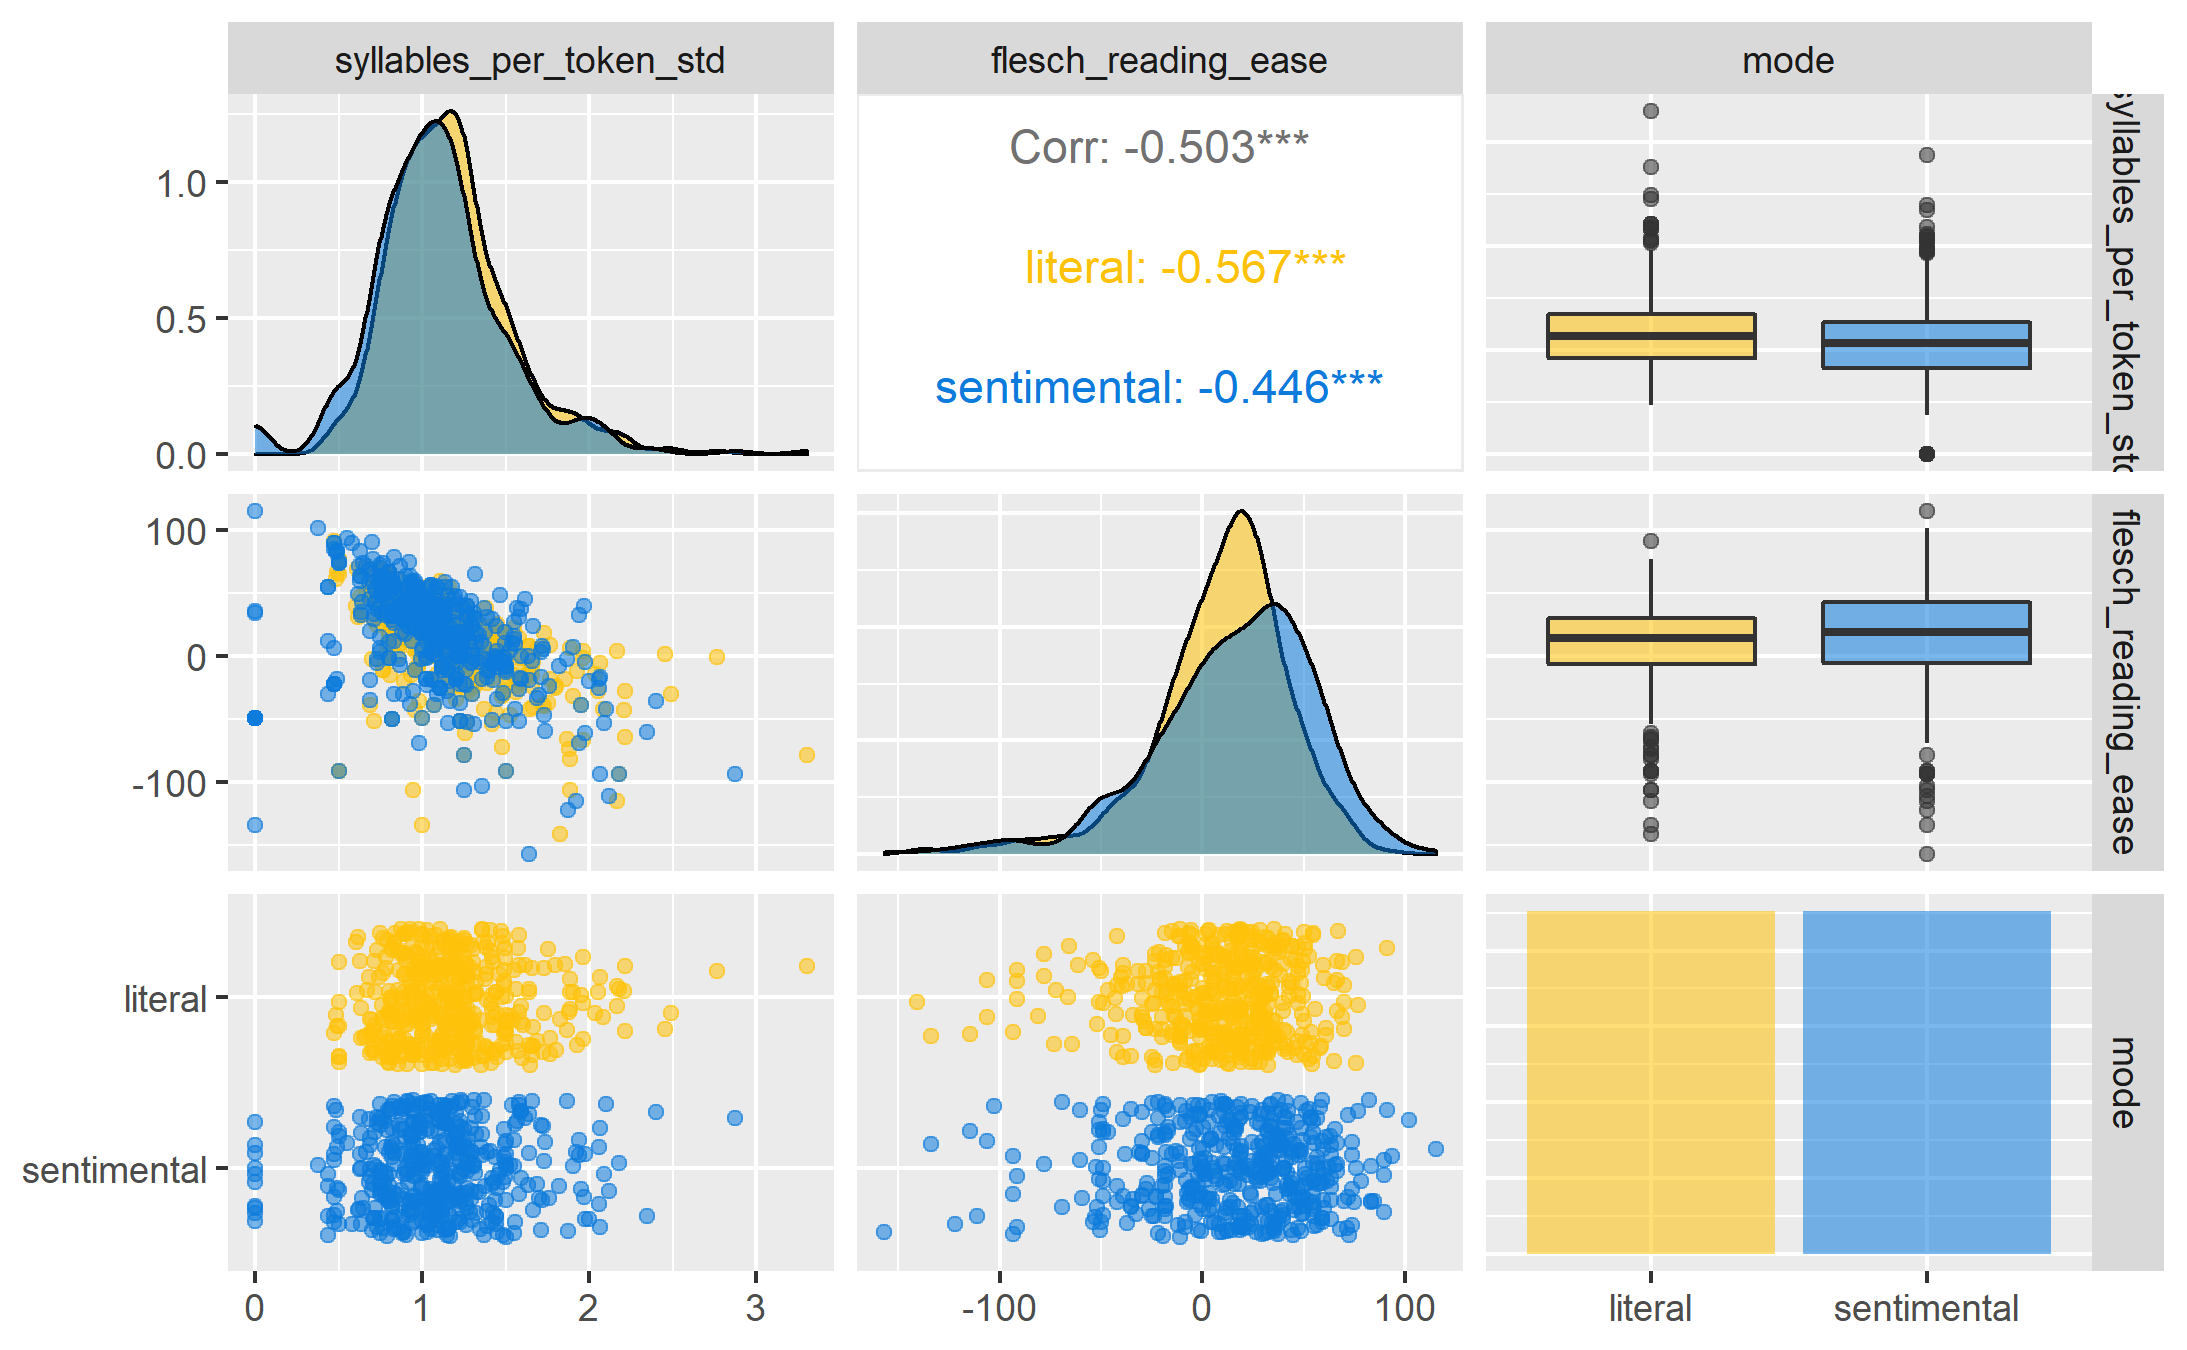 syllables_per_token_std
flesch_reading_ease
mode
1.0
0.5
0.0
Corr: -0.503***
literal: -0.567***
sentimental: -0.446***
syllables_per_token_std
100
0
-100
flesch_reading_ease
literal
sentimental
mode
0
1
2
3
-100
0
100
literal
sentimental